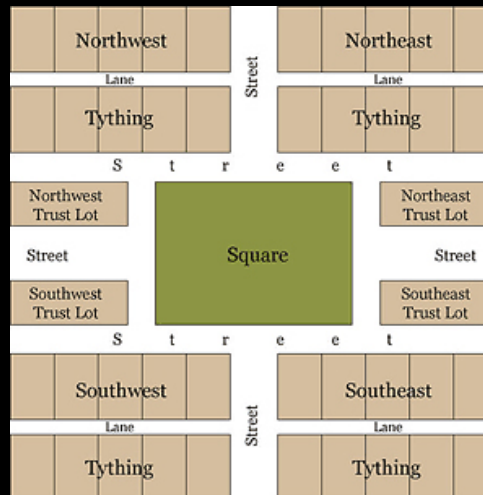 Northwest
Northeast
Street
Lane
Lane
Tything
Tything
S t r e e t
Northwest
Trust Lot
Northeast
Trust Lot
Street
Square
Street
Southwest
Trust Lot
Southeast
Trust Lot
S t r e e t
Southwest
Southeast
Street
Lane
Lane
Tything
Tything